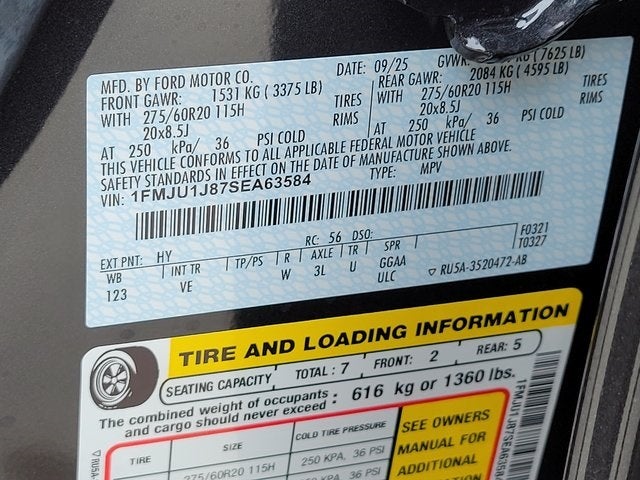 MFD. BY FORD MOTOR CO.
DATE: 09/25 GVWR: KG (7625 LB)
FRONT GAWR: 1531 KG (3375 LB)
REAR GAWR: 2084 KG (4595 LB)
WITH 275/60R20 115H TIRES
WITH 275/60R20 115H TIRES
20x8.5J RIMS
20x8.5J RIMS
AT 250 kPa/ 36 PSI COLD
AT 250 kPa/ 36 PSI COLD
THIS VEHICLE CONFORMS TO ALL APPLICABLE FEDERAL MOTOR VEHICLE
SAFETY STANDARDS IN EFFECT ON THE DATE OF MANUFACTURE SHOWN ABOVE.
VIN: 1FMJU1J87SEA63584 TYPE: MPV
EXT PNT: HY RC: 56 DSO: F0321
T0327
WB INT TR TP/PS R AXLE TR SPR
123 VE W 3L U GGAA
ULC ▽ RU5A-3520472-AB
TIRE AND LOADING INFORMATION
SEATING CAPACITY TOTAL : 7 FRONT: 2 REAR: 5
The combined weight of occupants
and cargo should never exceed : 616 kg or 1360 lbs.
TIRE SIZE COLD TIRE PRESSURE
275/60R20 115H 250 KPA, 36 PSI
SEE OWNERS
MANUAL FOR
ADDITIONAL